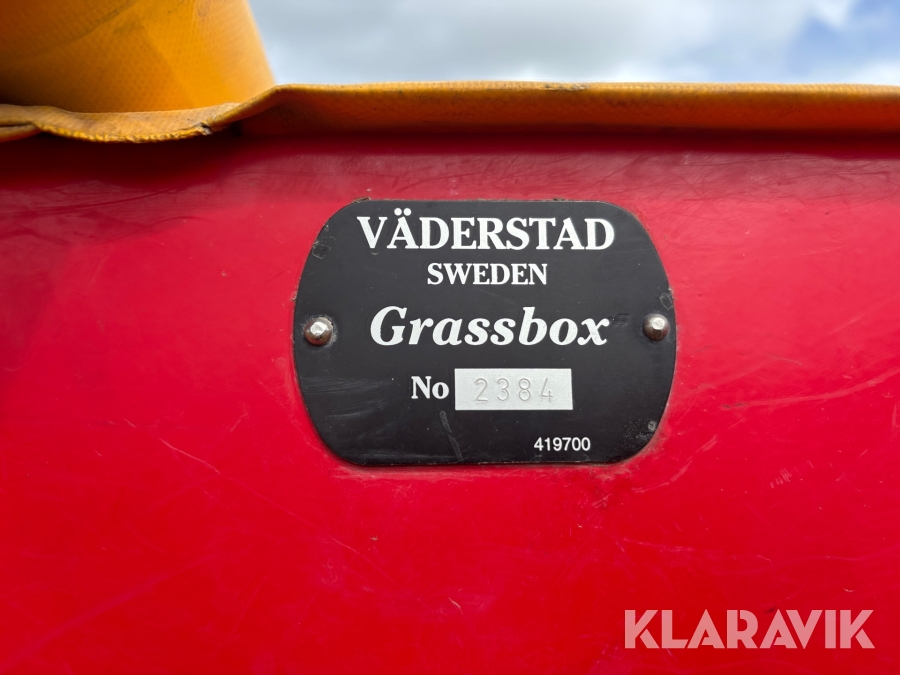 VÄDERSTAD
SWEDEN
Grassbox
No 2384
419700
KLARAVIK